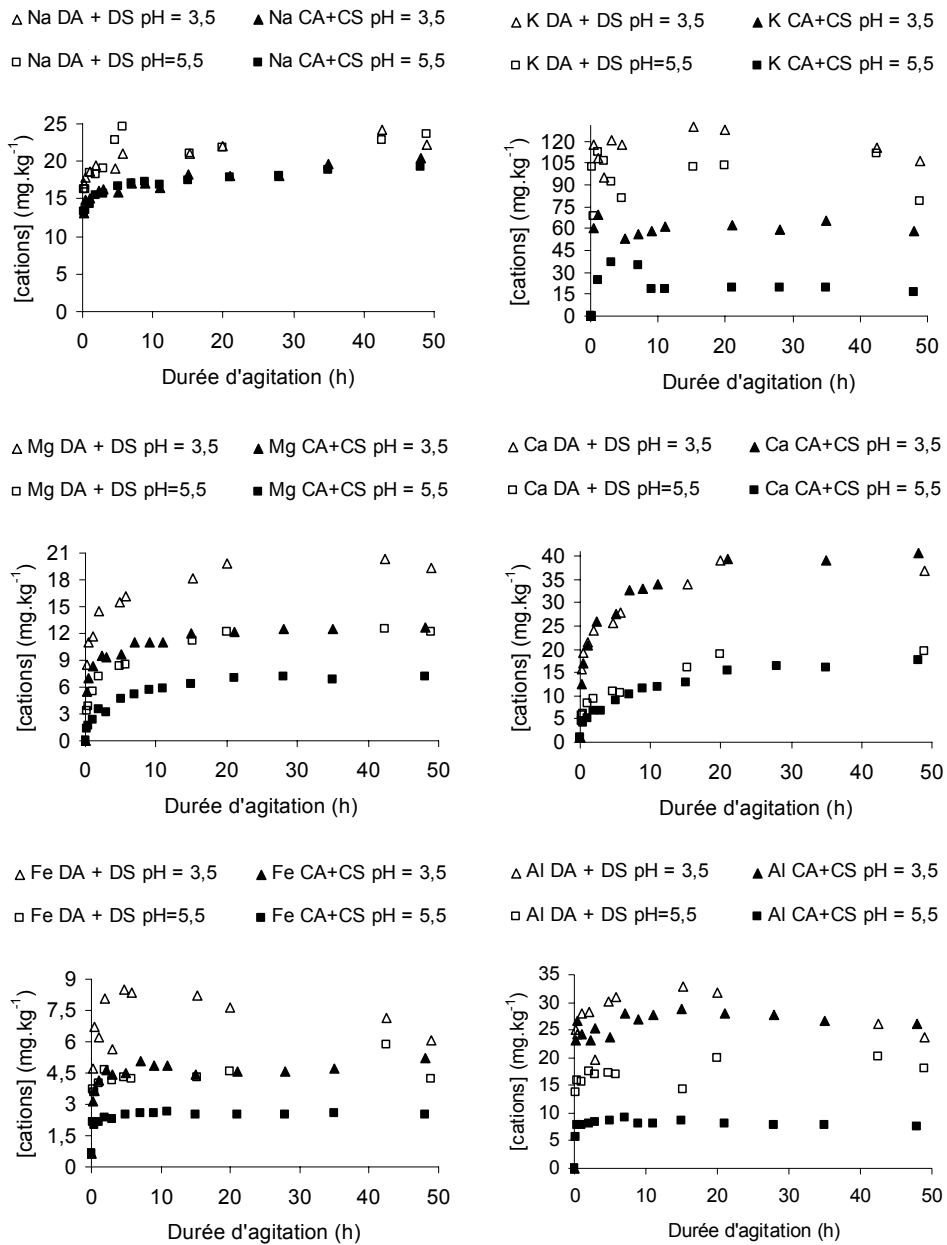 △ Na DA + DS pH = 3,5 ▲ Na CA+CS pH = 3,5
□ Na DA + DS pH=5,5 ■ Na CA+CS pH = 5,5
[cations] (mg.kg⁻¹)
25
20
15
10
5
0
0 10 20 30 40 50
Durée d'agitation (h)
△ K DA + DS pH = 3,5 ▲ K CA+CS pH = 3,5
□ K DA + DS pH=5,5 ■ K CA+CS pH = 5,5
[cations] (mg.kg⁻¹)
120
105
90
75
60
45
30
15
0
0 10 20 30 40 50
Durée d'agitation (h)
△ Mg DA + DS pH = 3,5 ▲ Mg CA+CS pH = 3,5
□ Mg DA + DS pH=5,5 ■ Mg CA+CS pH = 5,5
[cations] (mg.kg⁻¹)
21
18
15
12
9
6
3
0
0 10 20 30 40 50
Durée d'agitation (h)
△ Ca DA + DS pH = 3,5 ▲ Ca CA+CS pH = 3,5
□ Ca DA + DS pH=5,5 ■ Ca CA+CS pH = 5,5
[cations] (mg.kg⁻¹)
40
35
30
25
20
15
10
5
0
0 10 20 30 40 50
Durée d'agitation (h)
△ Fe DA + DS pH = 3,5 ▲ Fe CA+CS pH = 3,5
□ Fe DA + DS pH=5,5 ■ Fe CA+CS pH = 5,5
[cations] (mg.kg⁻¹)
9
7,5
6
4,5
3
1,5
0
0 10 20 30 40 50
Durée d'agitation (h)
△ Al DA + DS pH = 3,5 ▲ Al CA+CS pH = 3,5
□ Al DA + DS pH=5,5 ■ Al CA+CS pH = 5,5
[cations] (mg.kg⁻¹)
35
30
25
20
15
10
5
0
0 10 20 30 40 50
Durée d'agitation (h)